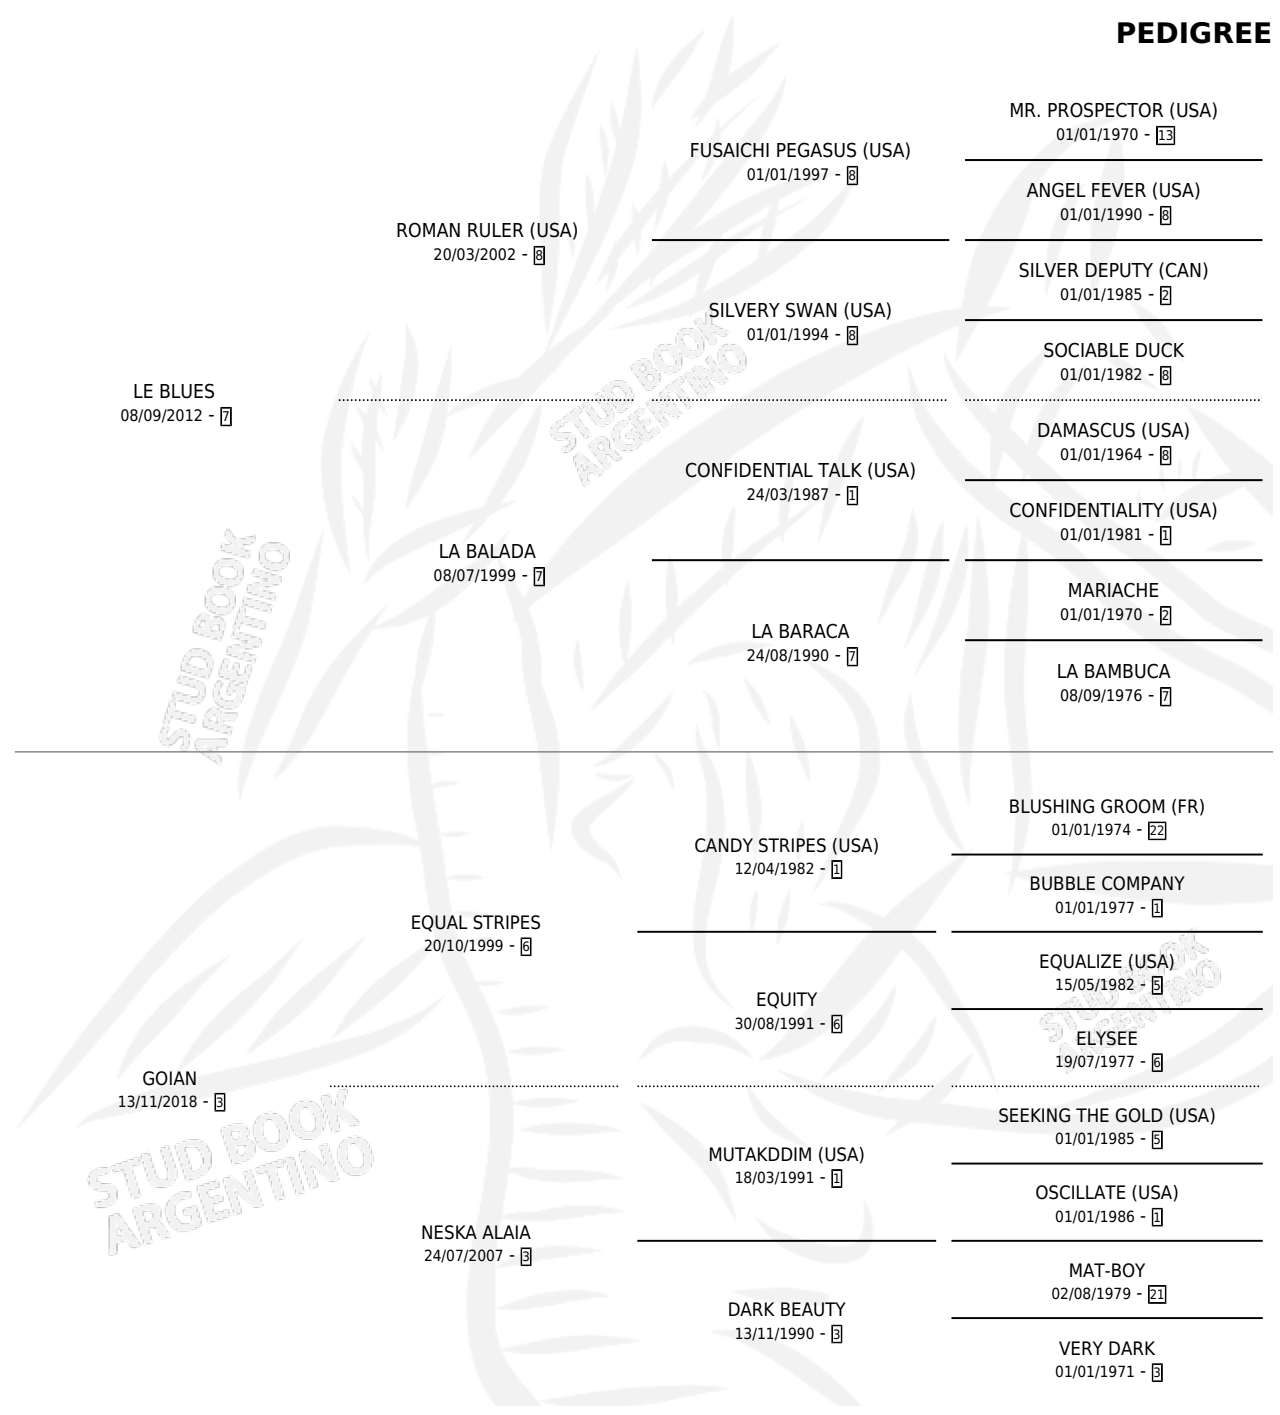 PEDIGREE
MR. PROSPECTOR (USA)
01/01/1970 - 13
FUSAICHI PEGASUS (USA)
01/01/1997 - 8
ANGEL FEVER (USA)
01/01/1990 - 8
ROMAN RULER (USA)
20/03/2002 - 8
SILVER DEPUTY (CAN)
01/01/1985 - 2
SILVERY SWAN (USA)
01/01/1994 - 8
SOCIABLE DUCK
01/01/1982 - 8
LE BLUES
08/09/2012 - 7
STUD BOOK
ARGENTINO
DAMASCUS (USA)
01/01/1964 - 8
CONFIDENTIAL TALK (USA)
24/03/1987 - 1
CONFIDENTIALITY (USA)
01/01/1981 - 1
LA BALADA
08/07/1999 - 7
MARIACHE
01/01/1970 - 2
LA BARACA
24/08/1990 - 7
LA BAMBUCA
08/09/1976 - 7
STUD BOOK
ARGENTINO
BLUSHING GROOM (FR)
01/01/1974 - 22
CANDY STRIPES (USA)
12/04/1982 - 1
BUBBLE COMPANY
01/01/1977 - 1
EQUAL STRIPES
20/10/1999 - 6
EQUALIZE (USA)
15/05/1982 - 5
EQUITY
30/08/1991 - 6
STUD BOOK
ARGENTINO
ELYSEE
19/07/1977 - 6
GOIAN
13/11/2018 - 3
SEEKING THE GOLD (USA)
01/01/1985 - 5
MUTAKDDIM (USA)
18/03/1991 - 1
STUD BOOK
ARGENTINO
OSCILLATE (USA)
01/01/1986 - 1
NESKA ALAIA
24/07/2007 - 3
MAT-BOY
02/08/1979 - 21
DARK BEAUTY
13/11/1990 - 3
VERY DARK
01/01/1971 - 3